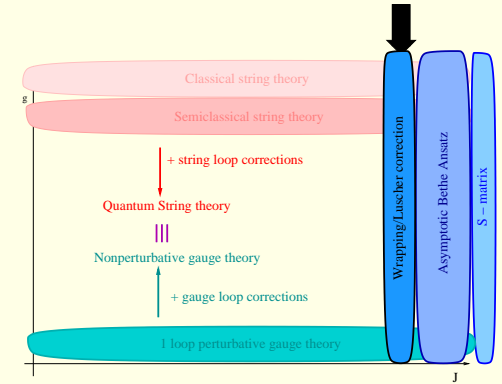 Classical string theory
g
Semiclassical string theory
+ string loop corrections
Quantum String theory
Nonperturbative gauge theory
+ gauge loop corrections
1 loop perturbative gauge theory
Wrapping/Luscher correction
Asymptotic Bethe Ansatz
S − matrix
J